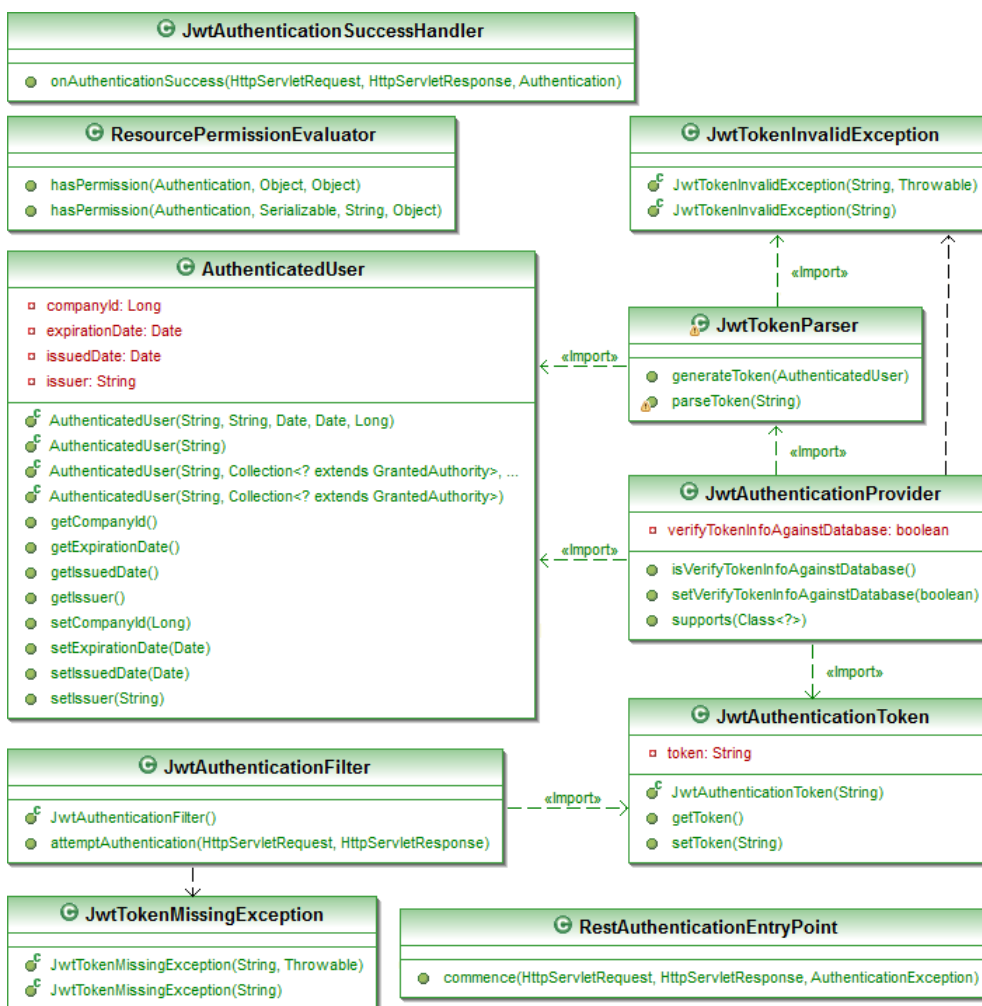 JwtAuthenticationSuccessHandler
onAuthenticationSuccess(HttpServletRequest, HttpServletResponse, Authentication)
ResourcePermissionEvaluator
hasPermission(Authentication, Object, Object)
hasPermission(Authentication, Serializable, String, Object)
JwtTokenInvalidException
JwtTokenInvalidException(String, Throwable)
JwtTokenInvalidException(String)
«Import»
AuthenticatedUser
companyId: Long
expirationDate: Date
issuedDate: Date
issuer: String
AuthenticatedUser(String, String, Date, Date, Long)
AuthenticatedUser(String)
AuthenticatedUser(String, Collection<? extends GrantedAuthority>, ...
AuthenticatedUser(String, Collection<? extends GrantedAuthority>)
getCompanyId()
getExpirationDate()
getIssuedDate()
getIssuer()
setCompanyId(Long)
setExpirationDate(Date)
setIssuedDate(Date)
setIssuer(String)
«Import»
JwtTokenParser
generateToken(AuthenticatedUser)
parseToken(String)
«Import»
«Import»
JwtAuthenticationProvider
verifyTokenInfoAgainstDatabase: boolean
isVerifyTokenInfoAgainstDatabase()
setVerifyTokenInfoAgainstDatabase(boolean)
supports(Class<?>)
«Import»
JwtAuthenticationToken
token: String
JwtAuthenticationToken(String)
getToken()
setToken(String)
JwtAuthenticationFilter
JwtAuthenticationFilter()
attemptAuthentication(HttpServletRequest, HttpServletResponse)
«Import»
JwtTokenMissingException
JwtTokenMissingException(String, Throwable)
JwtTokenMissingException(String)
RestAuthenticationEntryPoint
commence(HttpServletRequest, HttpServletResponse, AuthenticationException)